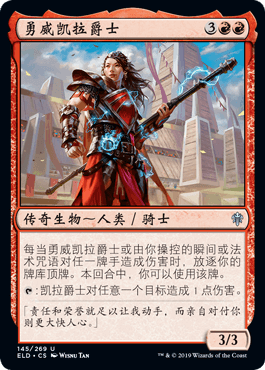 勇威凯拉爵士 3
传奇生物～人类/骑士
每当勇威凯拉爵士或由你操控的瞬间或法
术咒语对任一牌手造成伤害时，放逐你的
牌库顶牌。本回合中，你可以使用该牌。
：凯拉爵士对任意一个目标造成1点伤害。
「责任和荣誉就足以让我动手，而亲自对付你
则更大快人心。」
3/3
145/269 U
ELD • CS WISNU TAN ™ & © 2019 Wizards of the Coast